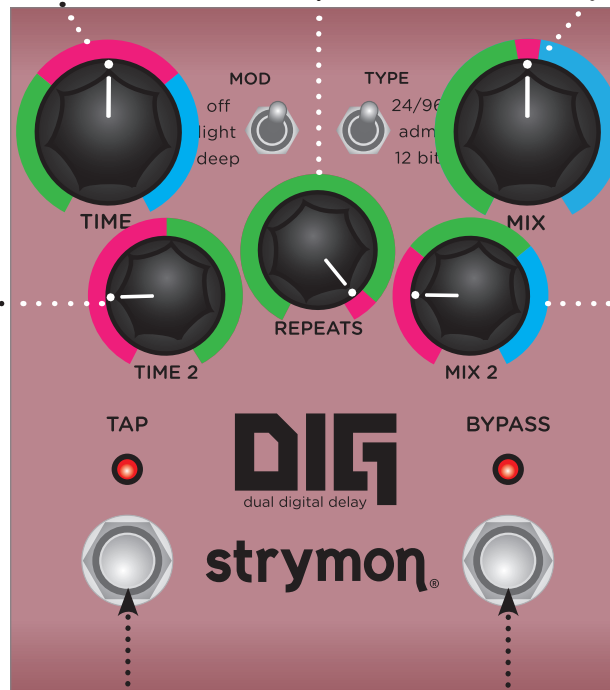 MOD
TYPE
off
light
deep
24/96
adm
12 bit
TIME
MIX
REPEATS
TIME 2
MIX 2
TAP
BYPASS
DIG
dual digital delay
strymon®